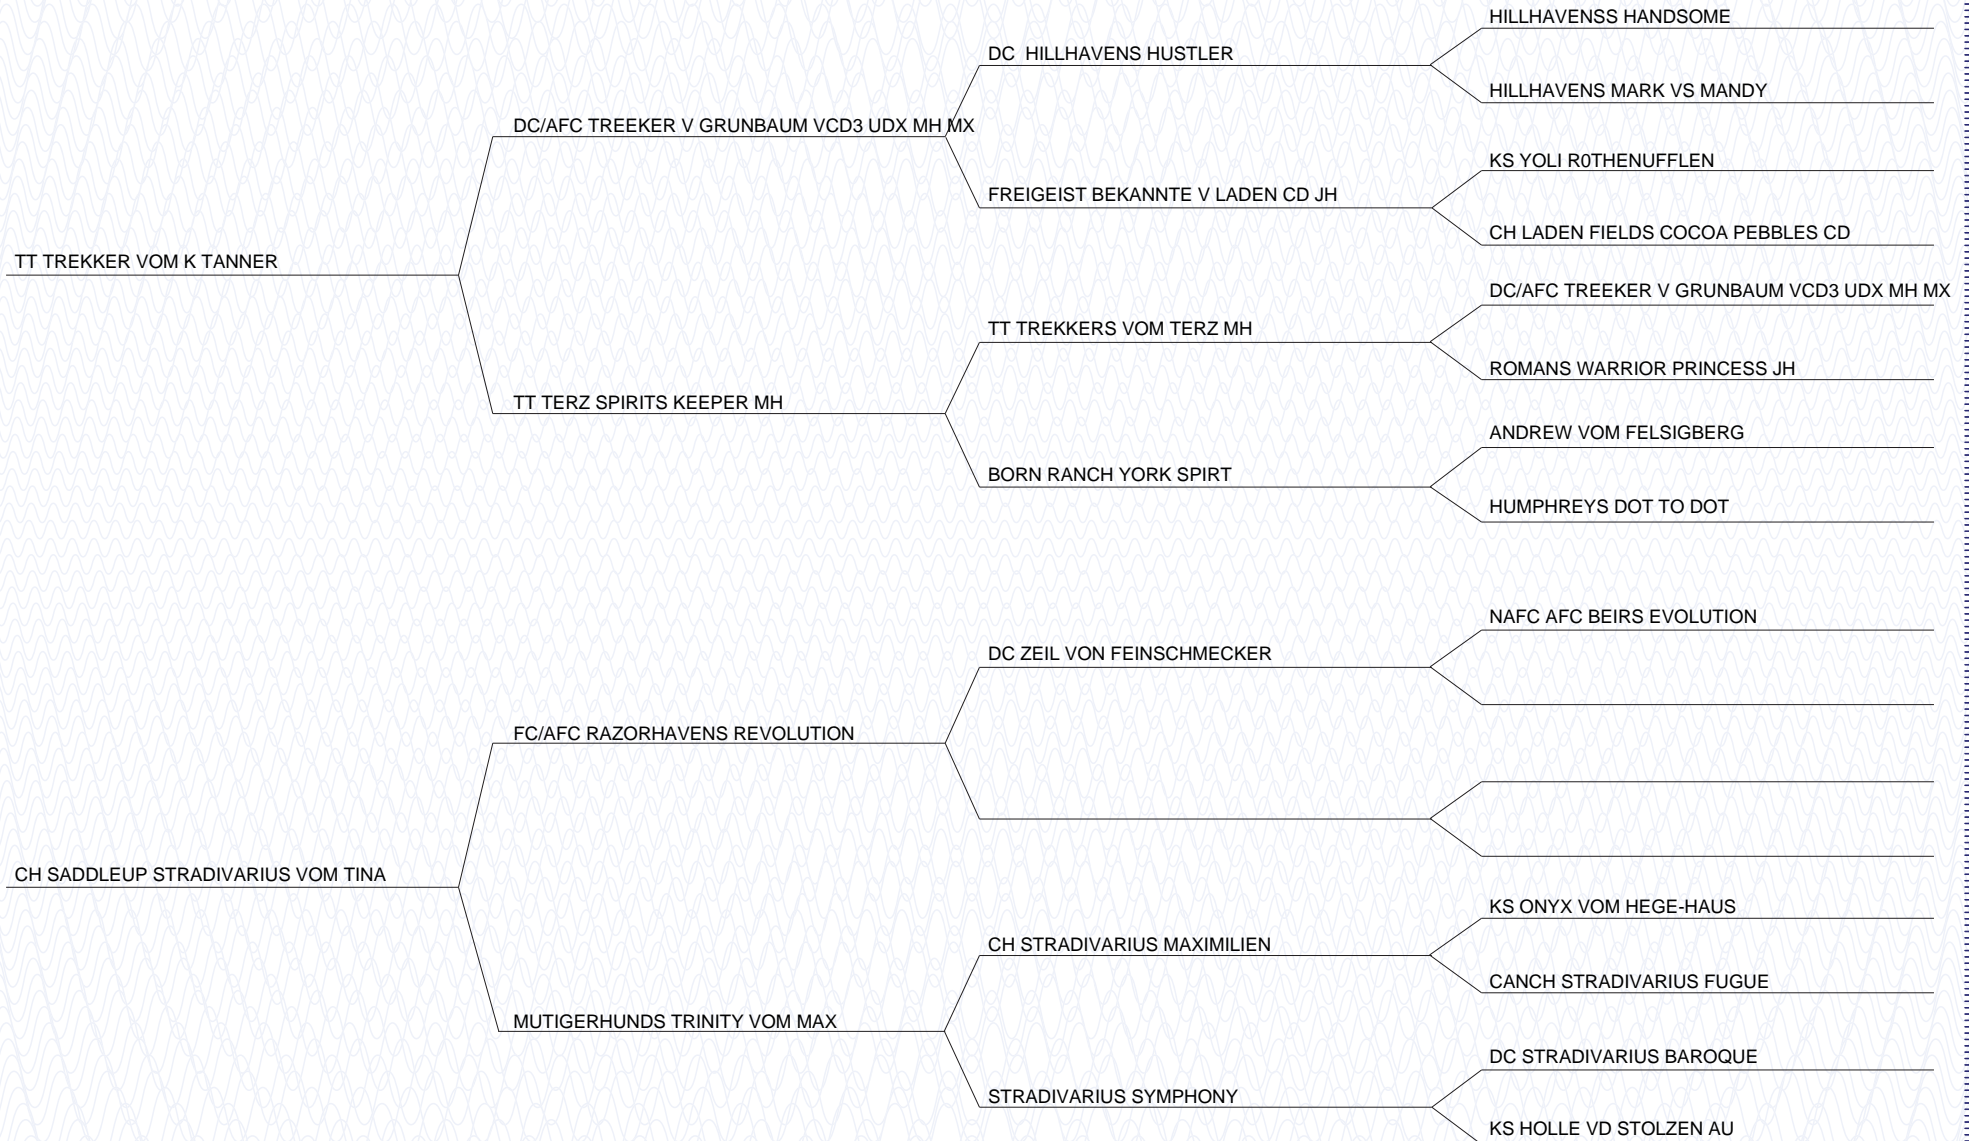 HILLHAVENSS HANDSOME
DC  HILLHAVENS HUSTLER
HILLHAVENS MARK VS MANDY
DC/AFC TREEKER V GRUNBAUM VCD3 UDX MH MX
KS YOLI R0THENUFFLEN
FREIGEIST BEKANNTE V LADEN CD JH
CH LADEN FIELDS COCOA PEBBLES CD
TT TREKKER VOM K TANNER
DC/AFC TREEKER V GRUNBAUM VCD3 UDX MH MX
TT TREKKERS VOM TERZ MH
ROMANS WARRIOR PRINCESS JH
TT TERZ SPIRITS KEEPER MH
ANDREW VOM FELSIGBERG
BORN RANCH YORK SPIRT
HUMPHREYS DOT TO DOT
NAFC AFC BEIRS EVOLUTION
DC ZEIL VON FEINSCHMECKER
FC/AFC RAZORHAVENS REVOLUTION
CH SADDLEUP STRADIVARIUS VOM TINA
KS ONYX VOM HEGE-HAUS
CH STRADIVARIUS MAXIMILIEN
CANCH STRADIVARIUS FUGUE
MUTIGERHUNDS TRINITY VOM MAX
DC STRADIVARIUS BAROQUE
STRADIVARIUS SYMPHONY
KS HOLLE VD STOLZEN AU